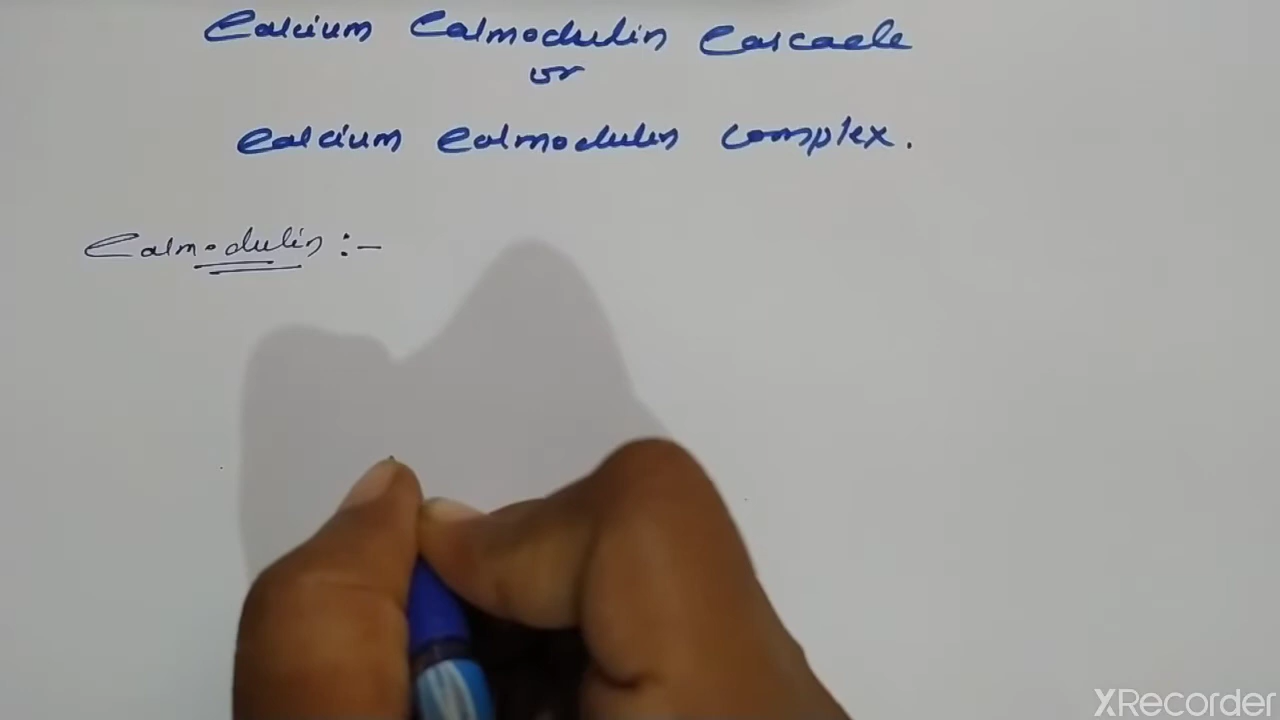 Calcium Calmodulin Cascade
or
Calcium Calmodulin complex.
Calmodulin :-
XRecorder